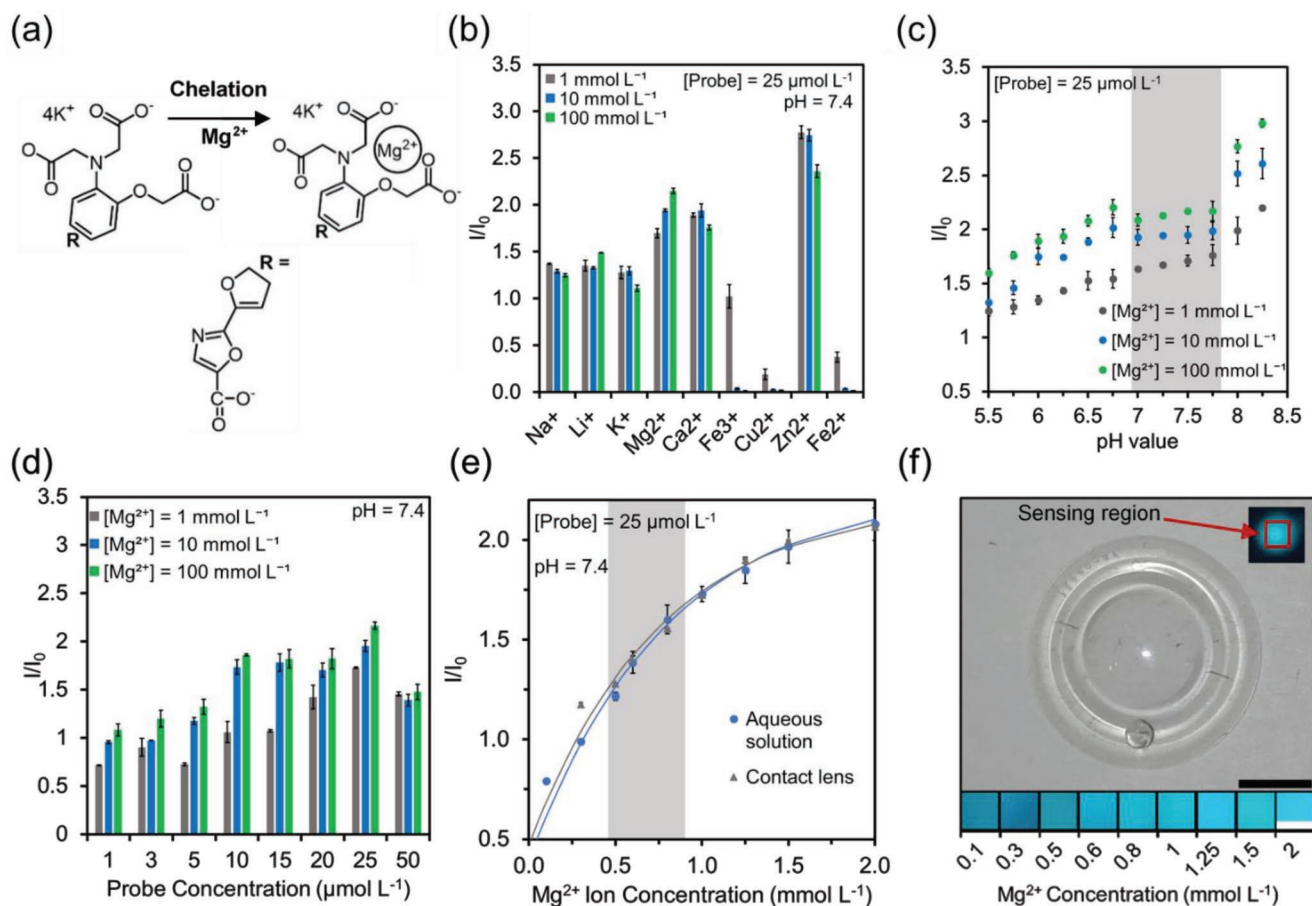 (a)
4K⁺
O
O
O⁻
N
O
O
O⁻
R
Chelation
Mg²⁺
4K⁺
O
O
O⁻
N
Mg²⁺
O
O
O⁻
R
R =
O
N
O
C
O⁻
O
(b)
3.5
3.0
2.5
2.0
1.5
1.0
0.5
0.0
I/I₀
1 mmol L⁻¹
10 mmol L⁻¹
100 mmol L⁻¹
[Probe] = 25 µmol L⁻¹
pH = 7.4
Na+
Li+
K+
Mg2+
Ca2+
Fe3+
Cu2+
Zn2+
Fe2+
(c)
3.5
3
2.5
2
1.5
1
0.5
I/I₀
[Probe] = 25 µmol L⁻¹
[Mg²⁺] = 1 mmol L⁻¹
[Mg²⁺] = 10 mmol L⁻¹
[Mg²⁺] = 100 mmol L⁻¹
5.5 6 6.5 7 7.5 8 8.5
pH value
(d)
3.5
3
2.5
2
1.5
1
0.5
0
I/I₀
[Mg²⁺] = 1 mmol L⁻¹
[Mg²⁺] = 10 mmol L⁻¹
[Mg²⁺] = 100 mmol L⁻¹
pH = 7.4
1 3 5 10 15 20 25 50
Probe Concentration (µmol L⁻¹)
(e)
2.0
1.5
1.0
0.5
I/I₀
[Probe] = 25 µmol L⁻¹
pH = 7.4
Aqueous
solution
Contact lens
0.0 0.5 1.0 1.5 2.0
Mg²⁺ Ion Concentration (mmol L⁻¹)
(f)
Sensing region
0.1
0.3
0.5
0.6
0.8
1
1.25
1.5
2
Mg²⁺ Concentration (mmol L⁻¹)